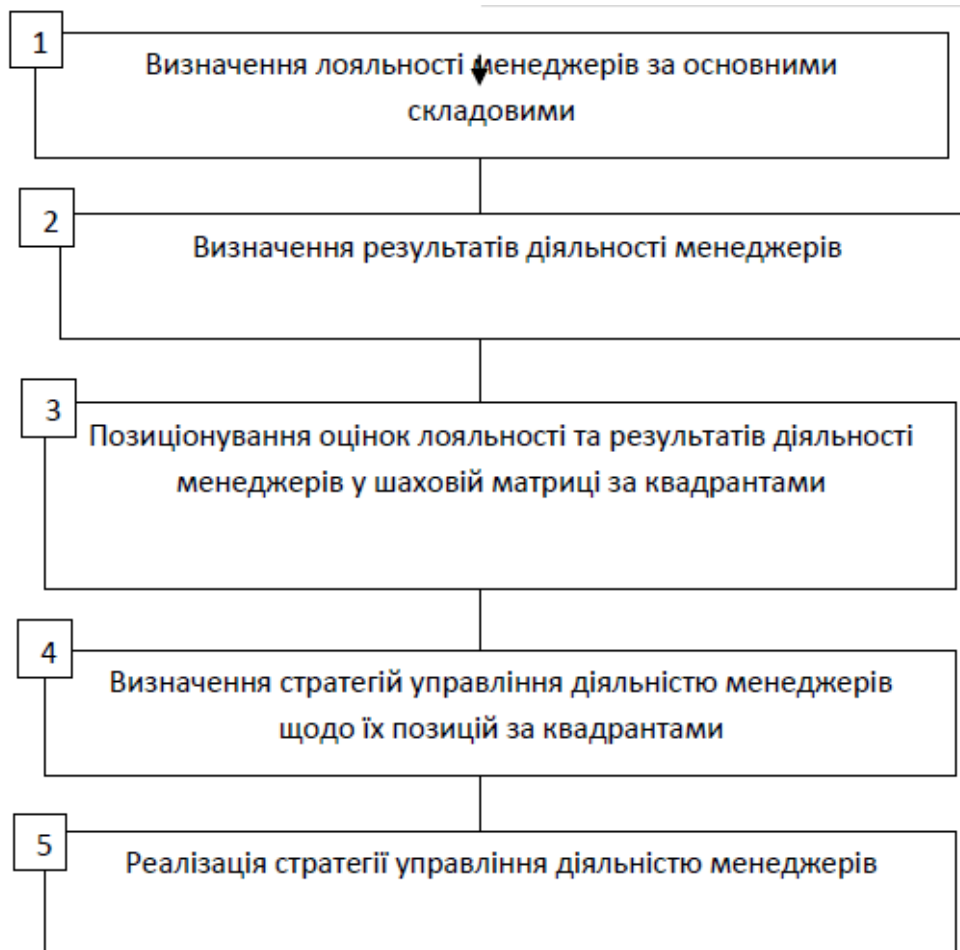 1
Визначення лояльності менеджерів за основними
складовими
2
Визначення результатів діяльності менеджерів
3
Позиціонування оцінок лояльності та результатів діяльності
менеджерів у шаховій матриці за квадрантами
4
Визначення стратегій управління діяльністю менеджерів
щодо їх позицій за квадрантами
5
Реалізація стратегії управління діяльністю менеджерів